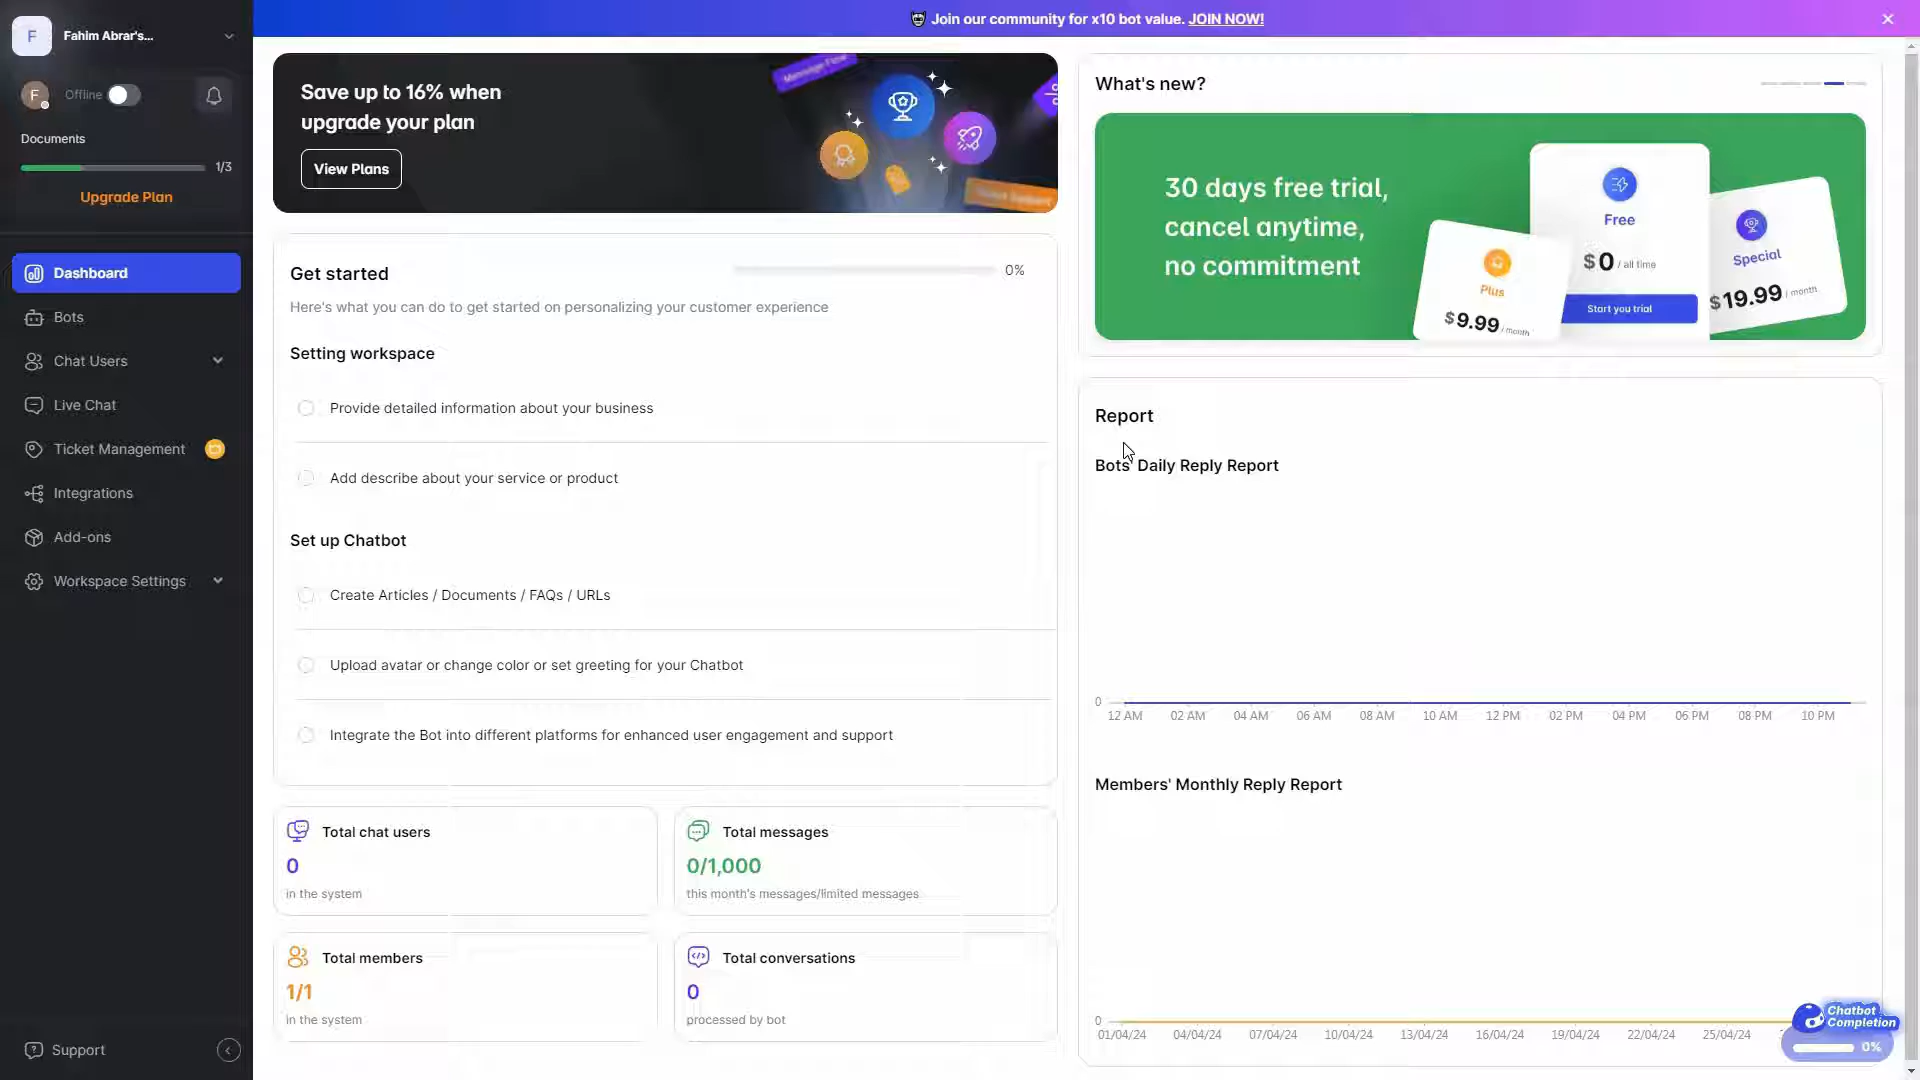 Join our community for x10 bot value. JOIN NOW!
F
Fahim Abrar's...
F
Offline
Documents
1/3
Upgrade Plan
Dashboard
Bots
Chat Users
Live Chat
Ticket Management
Integrations
Add-ons
Workspace Settings
Support
Save up to 16% when
upgrade your plan
View Plans
Message Flow
Get started
0%
Here's what you can do to get started on personalizing your customer experience
Setting workspace
Provide detailed information about your business
Add describe about your service or product
Set up Chatbot
Create Articles / Documents / FAQs / URLs
Upload avatar or change color or set greeting for your Chatbot
Integrate the Bot into different platforms for enhanced user engagement and support
Total chat users
0
in the system
Total messages
0/1,000
this month's messages/limited messages
Total members
1/1
in the system
Total conversations
0
processed by bot
What's new?
30 days free trial,
cancel anytime,
no commitment
Plus
$9.99 / month
Free
$0 / all time
Start you trial
Special
$19.99 / month
Report
Bots' Daily Reply Report
0
12 AM 02 AM 04 AM 06 AM 08 AM 10 AM 12 PM 02 PM 04 PM 06 PM 08 PM 10 PM
Members' Monthly Reply Report
0
01/04/24 04/04/24 07/04/24 10/04/24 13/04/24 16/04/24 19/04/24 22/04/24 25/04/24
Chatbot
Completion
0%